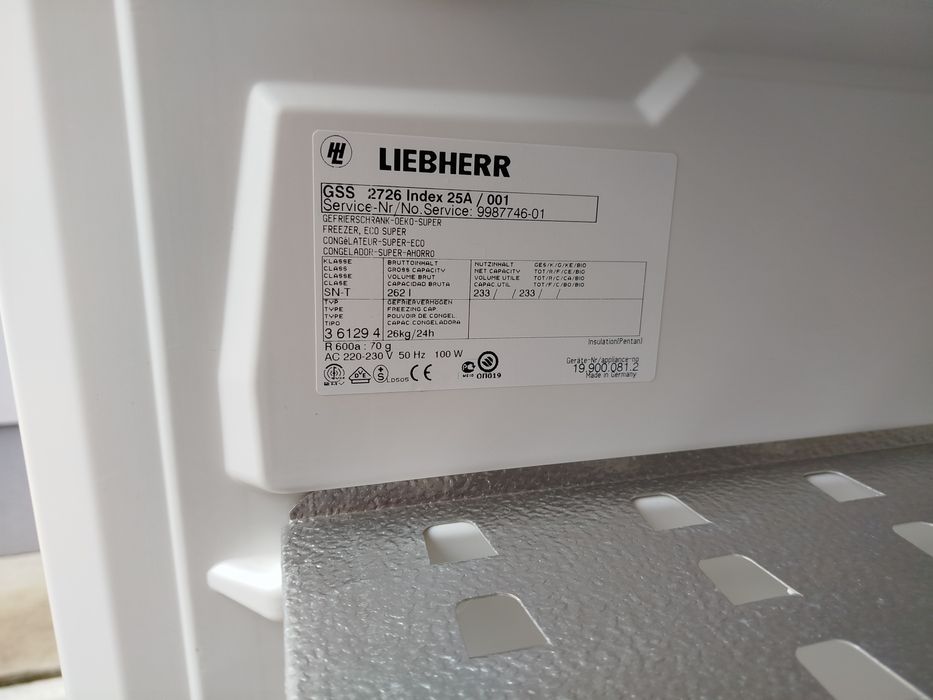 LIEBHERR
GSS 2726 Index 25A / 001
Service-Nr/No.Service: 9987746-01
GEFRIERSCHRANK-ÖEKO-SUPER
FREEZER, ECO SUPER
CONGéLATEUR-SUPER-ECO
CONGELADOR-SUPER-AHORRO
KLASSE BRUTTOINHALT NUTZINHALT GES/K/G/KE/BIO
CLASS GROSS CAPACITY NET CAPACITY TOT/R/F/CE/BIO
CLASSE VOLUME BRUT VOLUME UTILE TOT/R/C/CA/BIO
CLASE CAPACIDAD BRUTA CAPAC.UTIL TOT/F/C/BO/BIO
SN-T 262 l 233 / / 233 / /
TYP GEFRIERVERMÖGEN
TYPE FREEZING CAP.
TYPE POUVOIR DE CONGEL.
TIPO CAPAC CONGELADORA
3 6129 4 26kg/24h
R 600a : 70 g
AC 220-230 V 50 Hz 100 W
Insulation(Pentan)
Geräte-Nr/appliance-no
19.900.081.2
Made in Germany
CE
ОП019